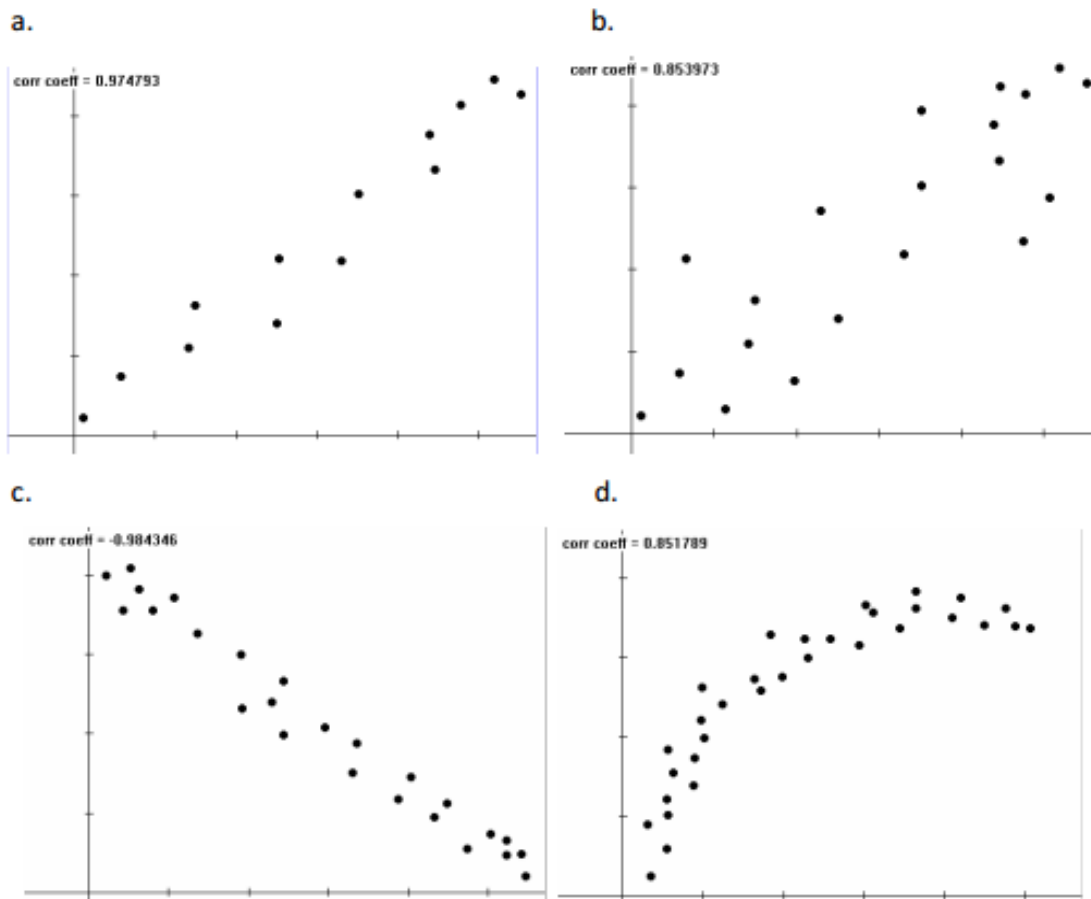 a.
b.
corr coeff = 0.974793
corr coeff = 0.853973
c.
d.
corr coeff = -0.984346
corr coeff = 0.851789